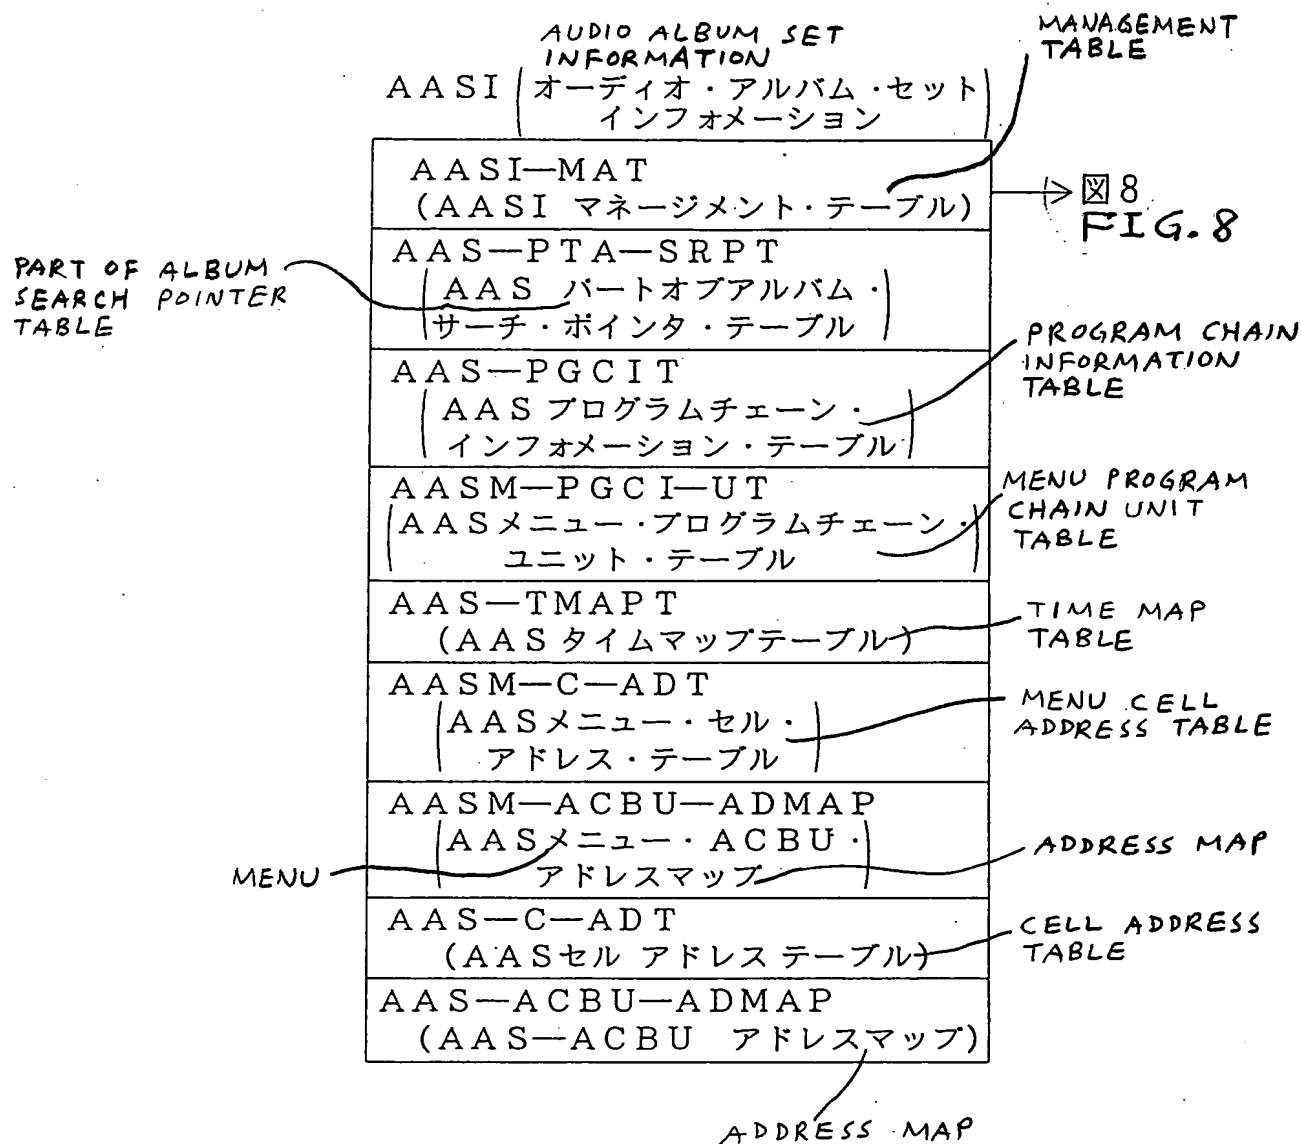 AUDIO ALBUM SET
INFORMATION
AASI(オーディオ・アルバム・セット
インフォメーション)
MANAGEMENT
TABLE
AASI—MAT
(AASI マネージメント・テーブル)
図8
FIG.8
AAS—PTA—SRPT
(AAS パートオブアルバム・
サーチ・ポインタ・テーブル)
PART OF ALBUM
SEARCH POINTER
TABLE
AAS—PGCIT
(AASプログラムチェーン・
インフォメーション・テーブル)
PROGRAM CHAIN
INFORMATION
TABLE
AASM—PGCI—UT
(AASメニュー・プログラムチェーン・
ユニット・テーブル)
MENU PROGRAM
CHAIN UNIT
TABLE
AAS—TMAPT
(AASタイムマップテーブル)
TIME MAP
TABLE
AASM—C—ADT
(AASメニュー・セル・
アドレス・テーブル)
MENU CELL
ADDRESS TABLE
AASM—ACBU—ADMAP
(AASメニュー・ACBU・
アドレスマップ)
MENU
ADDRESS MAP
AAS—C—ADT
(AASセル アドレス テーブル)
CELL ADDRESS
TABLE
AAS—ACBU—ADMAP
(AAS—ACBU アドレスマップ)
ADDRESS MAP